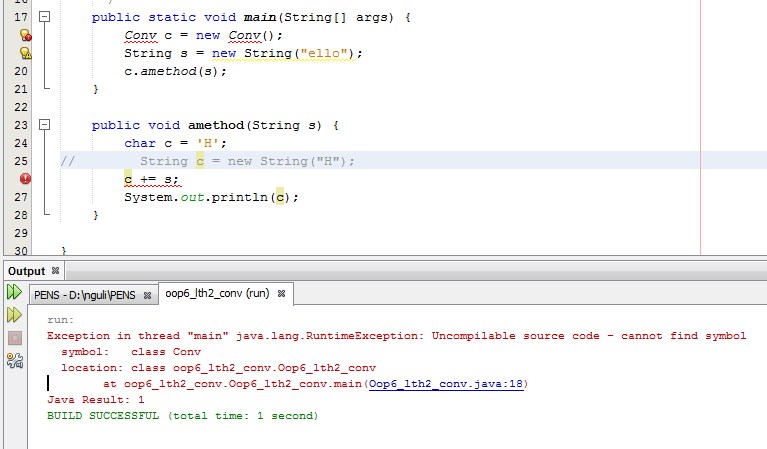 17 public static void main(String[] args) {
Conv c = new Conv();
String s = new String("ello");
20 c.amethod(s);
21 }
22
23 public void amethod(String s) {
24 char c = 'H';
25 // String c = new String("H");
c += s;
27 System.out.println(c);
28 }
29
30 }
Output
PENS - D:\nguli\PENS oop6_lth2_conv (run)
run:
Exception in thread "main" java.lang.RuntimeException: Uncompilable source code - cannot find symbol
symbol: class Conv
location: class oop6_lth2_conv.Oop6_lth2_conv
at oop6_lth2_conv.Oop6_lth2_conv.main(Oop6_lth2_conv.java:18)
Java Result: 1
BUILD SUCCESSFUL (total time: 1 second)